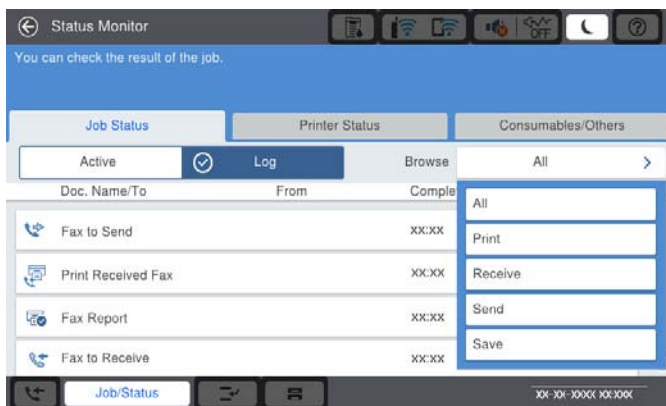 Status Monitor
OFF
You can check the result of the job.
Job Status
Printer Status
Consumables/Others
Active
Log
Browse
All
Doc. Name/To
From
Comple
All
Fax to Send
XX:XX
Print
Print Received Fax
XX:XX
Receive
Fax Report
XX:XX
Send
Fax to Receive
XX:XX
Save
Job/Status
XX-XX-XXXX XX:XXX